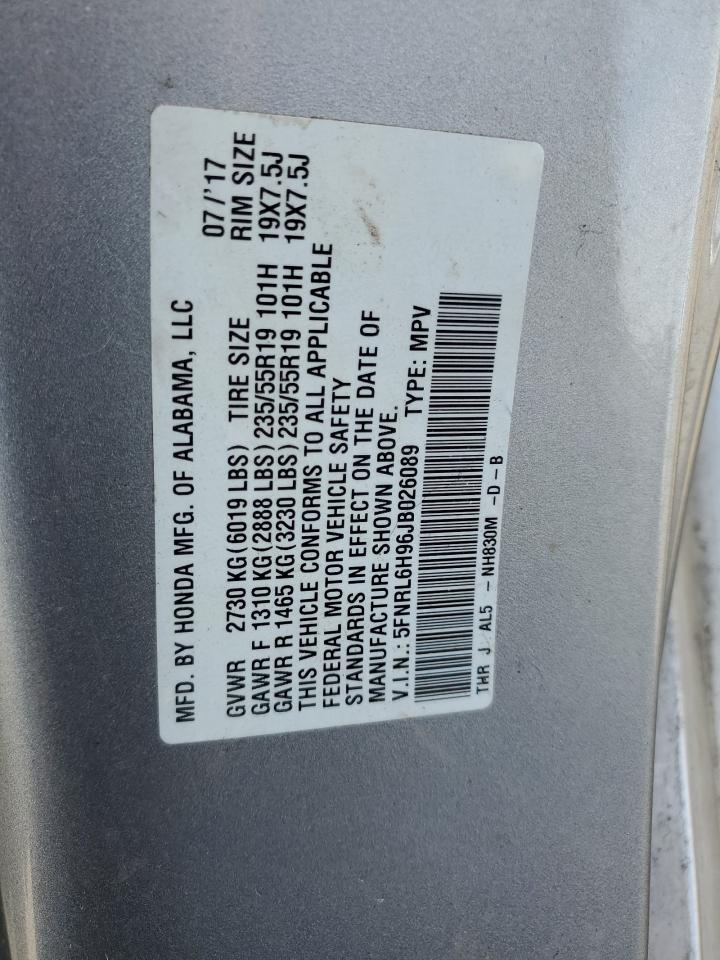 MFD. BY HONDA MFG. OF ALABAMA, LLC 07/'17
GVWR 2730 KG(6019 LBS) TIRE SIZE RIM SIZE
GAWR F 1310 KG(2888 LBS)235/55R19 101H 19X7.5J
GAWR R 1465 KG(3230 LBS)235/55R19 101H 19X7.5J
THIS VEHICLE CONFORMS TO ALL APPLICABLE
FEDERAL MOTOR VEHICLE SAFETY
STANDARDS IN EFFECT ON THE DATE OF
MANUFACTURE SHOWN ABOVE.
V.I.N.: 5FNRL6H96JB026089 TYPE: MPV
THR J AL5 - NH830M -D-B